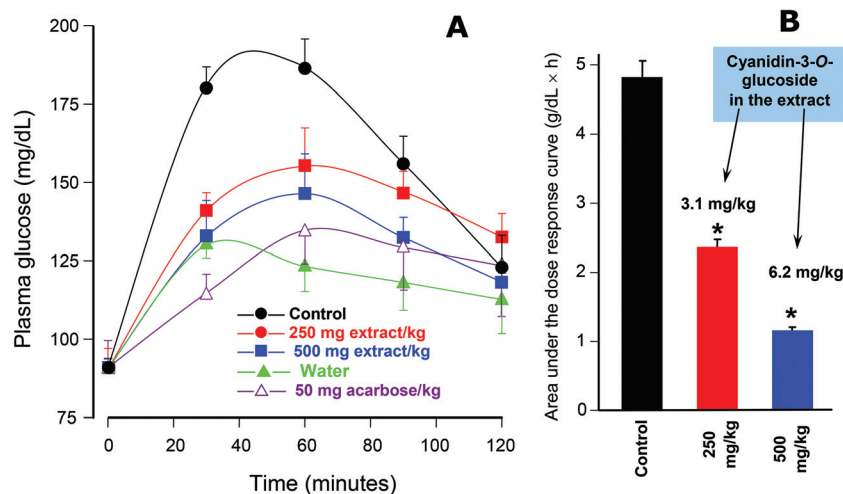 A
200
175
150
125
100
75
Plasma glucose (mg/dL)
Control
250 mg extract/kg
500 mg extract/kg
Water
50 mg acarbose/kg
0
20
40
60
80
100
120
Time (minutes)
B
Area under the dose response curve (g/dL × h)
5
4
3
2
1
0
Cyanidin-3-O-
glucoside
in the extract
3.1 mg/kg
*
6.2 mg/kg
*
Control
250
mg/kg
500
mg/kg